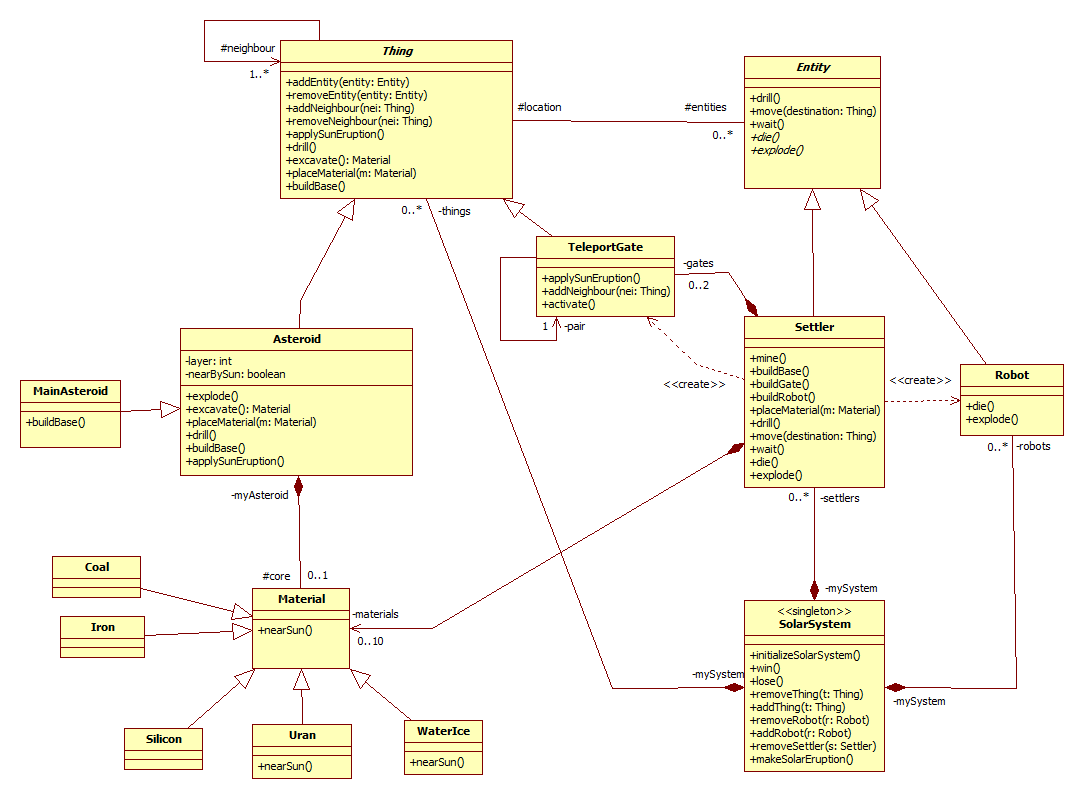 #neighbour
1..*
Thing
+addEntity(entity: Entity)
+removeEntity(entity: Entity)
+addNeighbour(nei: Thing)
+removeNeighbour(nei: Thing)
+applySunEruption()
+drill()
+excavate(): Material
+placeMaterial(m: Material)
+buildBase()
#location
#entities
0..*
Entity
+drill()
+move(destination: Thing)
+wait()
+die()
+explode()
0..*
-things
TeleportGate
+applySunEruption()
+addNeighbour(nei: Thing)
+activate()
1
-pair
-gates
0..2
<<create>>
Settler
+mine()
+buildBase()
+buildGate()
+buildRobot()
+placeMaterial(m: Material)
+drill()
+move(destination: Thing)
+wait()
+die()
+explode()
<<create>>
Robot
+die()
+explode()
0..*
-robots
Asteroid
-layer: int
-nearBySun: boolean
+explode()
+excavate(): Material
+placeMaterial(m: Material)
+drill()
+buildBase()
+applySunEruption()
MainAsteroid
+buildBase()
-myAsteroid
#core
0..1
0..*
-settlers
Coal
Iron
Material
+nearSun()
-materials
0..10
Silicon
Uran
+nearSun()
WaterIce
+nearSun()
-mySystem
-mySystem
-mySystem
<<singleton>>
SolarSystem
+initializeSolarSystem()
+win()
+lose()
+removeThing(t: Thing)
+addThing(t: Thing)
+removeRobot(r: Robot)
+addRobot(r: Robot)
+removeSettler(s: Settler)
+makeSolarEruption()